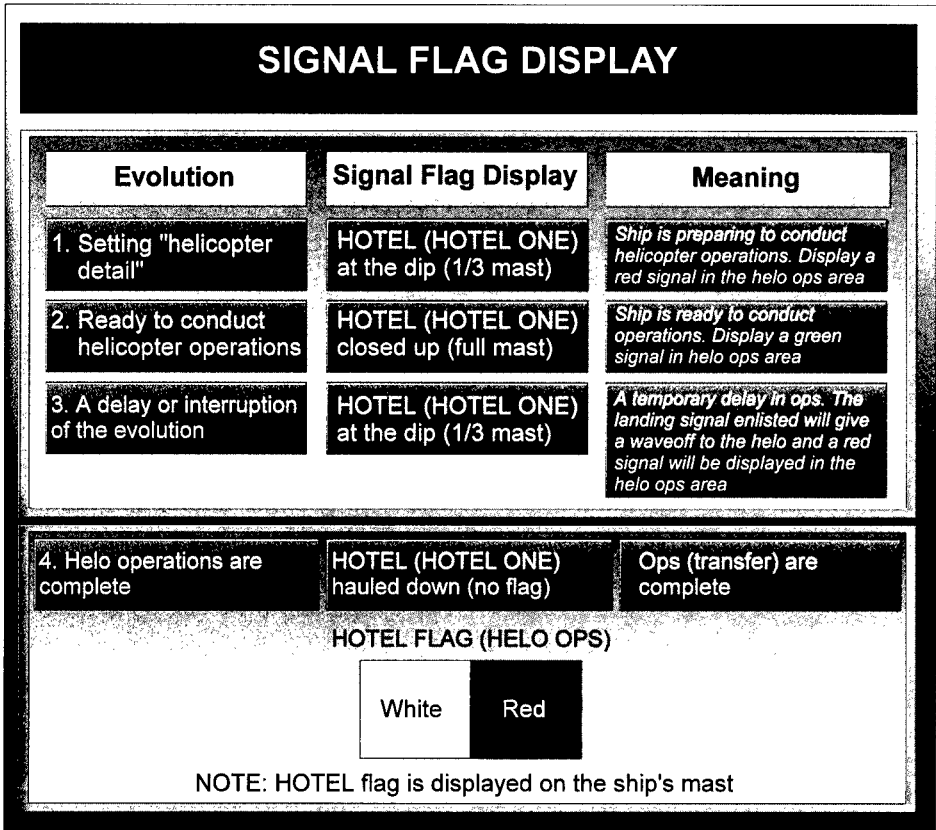 SIGNAL FLAG DISPLAY
Evolution
Signal Flag Display
Meaning
1. Setting "helicopter
detail"
HOTEL (HOTEL ONE)
at the dip (1/3 mast)
Ship is preparing to conduct
helicopter operations. Display a
red signal in the helo ops area
2. Ready to conduct
helicopter operations
HOTEL (HOTEL ONE)
closed up (full mast)
Ship is ready to conduct
operations. Display a green
signal in helo ops area
3. A delay or interruption
of the evolution
HOTEL (HOTEL ONE)
at the dip (1/3 mast)
A temporary delay in ops. The
landing signal enlisted will give
a waveoff to the helo and a red
signal will be displayed in the
helo ops area
4. Helo operations are
complete
HOTEL (HOTEL ONE)
hauled down (no flag)
Ops (transfer) are
complete
HOTEL FLAG (HELO OPS)
White
Red
NOTE: HOTEL flag is displayed on the ship's mast